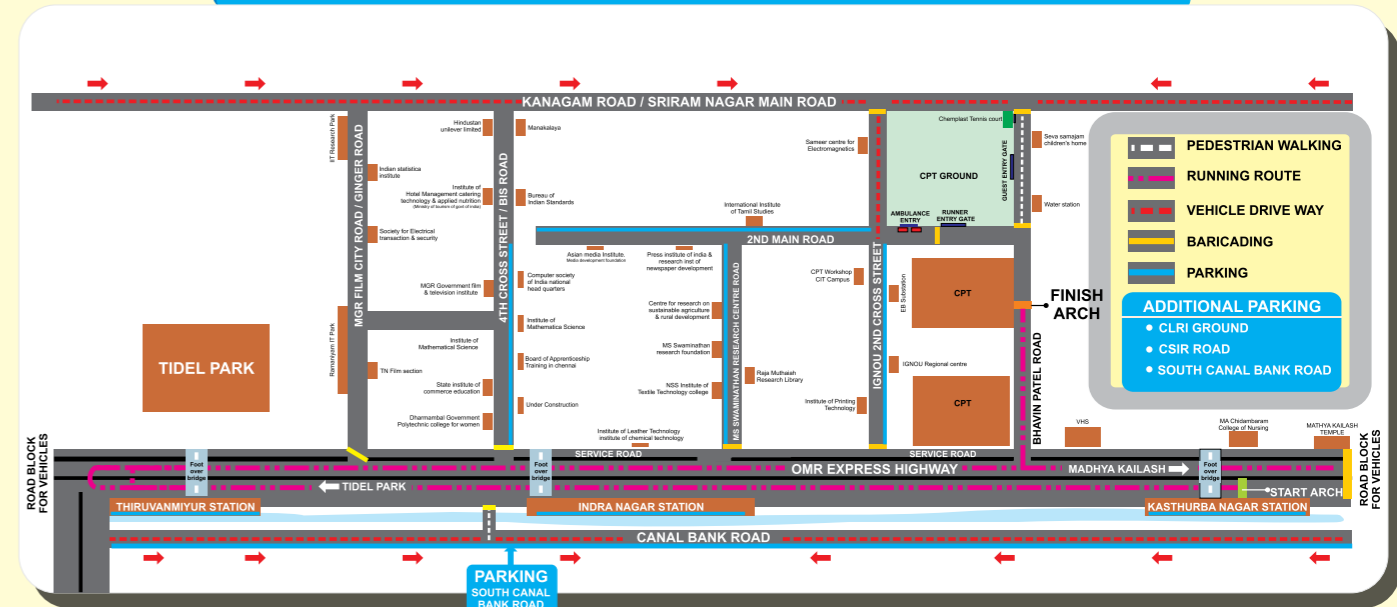 KANAGAM ROAD / SRIRAM NAGAR MAIN ROAD
MGR FILM CITY ROAD / GINGER ROAD
IIT Research Park
Indian statistica
institute
Society for Electrical
transaction & security
Ramaniyam IT Park
TN Film section
TIDEL PARK
Hindustan
unilever limited
Institute of
Hotel Management catering
technology & applied nutrition
(Ministry of tourism of govt of india)
MGR Government film
& television institute
Institute of
Mathematical Science
State institute of
commerce education
Dharmambal Government
Polytechnic college for women
4TH CROSS STREET / BIS ROAD
Manakalaya
Bureau of
Indian Standards
Computer society
of India national
head quarters
Institute of
Mathematica Science
Board of Apprenticeship
Training in chennai
Under Construction
International Institute
of Tamil Studies
2ND MAIN ROAD
Asian media Institute.
Media development foundation
Press institute of india &
research inst of
newspaper development
Centre for research on
sustainable agriculture
& rural development
MS Swaminathan
research foundation
NSS Institute of
Textile Technology college
Institute of Leather Technology
institute of chemical technology
MS SWAMINATHAN RESEARCH CENTRE ROAD
Raja Muthaiah
Research Library
Sameer centre for
Electromagnetics
CPT Workshop
CIT Campus
Institute of Printing
Technology
IGNOU 2ND CROSS STREET
EB Substation
IGNOU Regional centre
Chemplast Tennis court
CPT GROUND
GUEST ENTRY GATE
AMBULANCE
ENTRY
RUNNER
ENTRY GATE
CPT
CPT
Seva samajam
children's home
Water station
FINISH
ARCH
BHAVIN PATEL ROAD
PEDESTRIAN WALKING
RUNNING ROUTE
VEHICLE DRIVE WAY
BARICADING
PARKING
ADDITIONAL PARKING
• CLRI GROUND
• CSIR ROAD
• SOUTH CANAL BANK ROAD
VHS
MA Chidambaram
College of Nursing
MATHYA KAILASH
TEMPLE
ROAD BLOCK
FOR VEHICLES
SERVICE ROAD
SERVICE ROAD
Foot
over
bridge
Foot
over
bridge
Foot
over
bridge
OMR EXPRESS HIGHWAY
MADHYA KAILASH
TIDEL PARK
START ARCH
ROAD BLOCK
FOR VEHICLES
THIRUVANMIYUR STATION
INDRA NAGAR STATION
KASTHURBA NAGAR STATION
CANAL BANK ROAD
PARKING
SOUTH CANAL
BANK ROAD